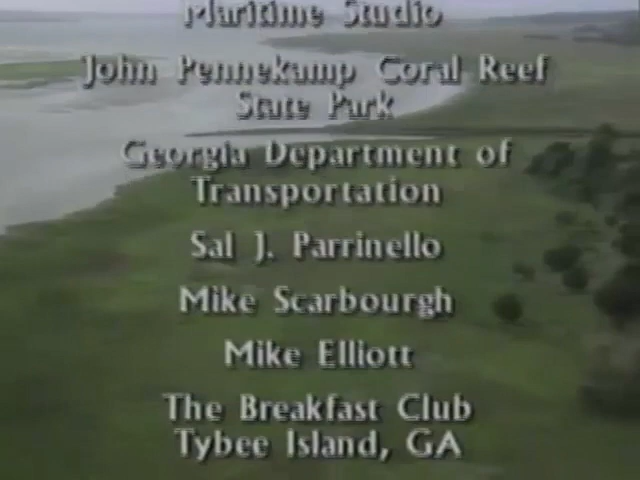 Maritime Studio
John Pennekamp Coral Reef
State Park
Georgia Department of
Transportation
Sal J. Parrinello
Mike Scarbourgh
Mike Elliott
The Breakfast Club
Tybee Island, GA